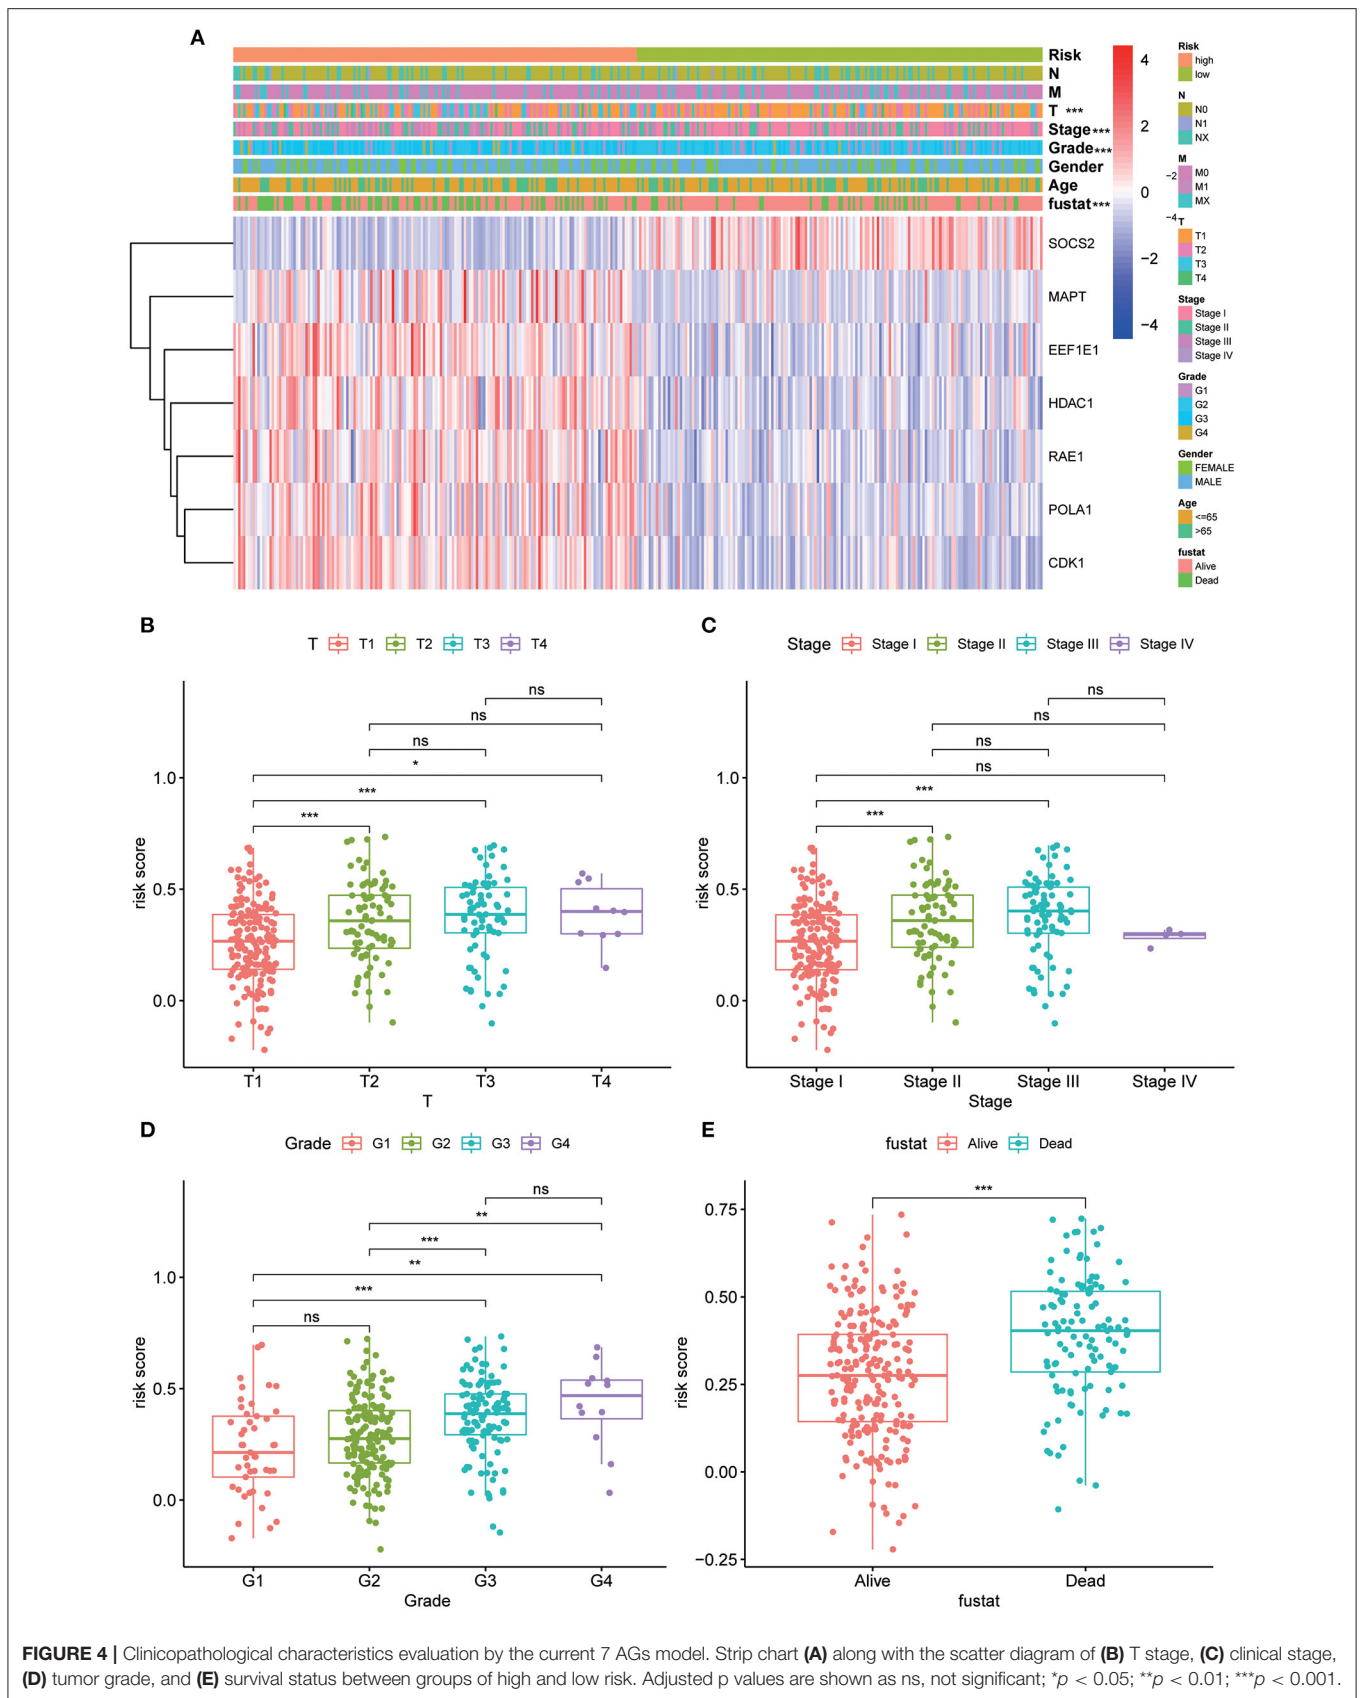 A
Risk
N
M
T ***
Stage***
Grade***
Gender
Age
fustat***
SOCS2
MAPT
EEF1E1
HDAC1
RAE1
POLA1
CDK1
4
2
0
−2
−4
−2
−4
Risk
high
low
N
N0
N1
NX
M
M0
M1
MX
T
T1
T2
T3
T4
Stage
Stage I
Stage II
Stage III
Stage IV
Grade
G1
G2
G3
G4
Gender
FEMALE
MALE
Age
<=65
>65
fustat
Alive
Dead
B
T T1 T2 T3 T4
ns
ns
ns
*
***
***
1.0
0.5
0.0
risk score
T1 T2 T3 T4
T
C
Stage Stage I Stage II Stage III Stage IV
ns
ns
ns
ns
***
***
1.0
0.5
0.0
risk score
Stage I Stage II Stage III Stage IV
Stage
D
Grade G1 G2 G3 G4
ns
**
***
**
***
ns
1.0
0.5
0.0
risk score
G1 G2 G3 G4
Grade
E
fustat Alive Dead
***
0.75
0.50
0.25
0.00
−0.25
risk score
Alive Dead
fustat
FIGURE 4 | Clinicopathological characteristics evaluation by the current 7 AGs model. Strip chart (A) along with the scatter diagram of (B) T stage, (C) clinical stage,
(D) tumor grade, and (E) survival status between groups of high and low risk. Adjusted p values are shown as ns, not significant; *p < 0.05; **p < 0.01; ***p < 0.001.